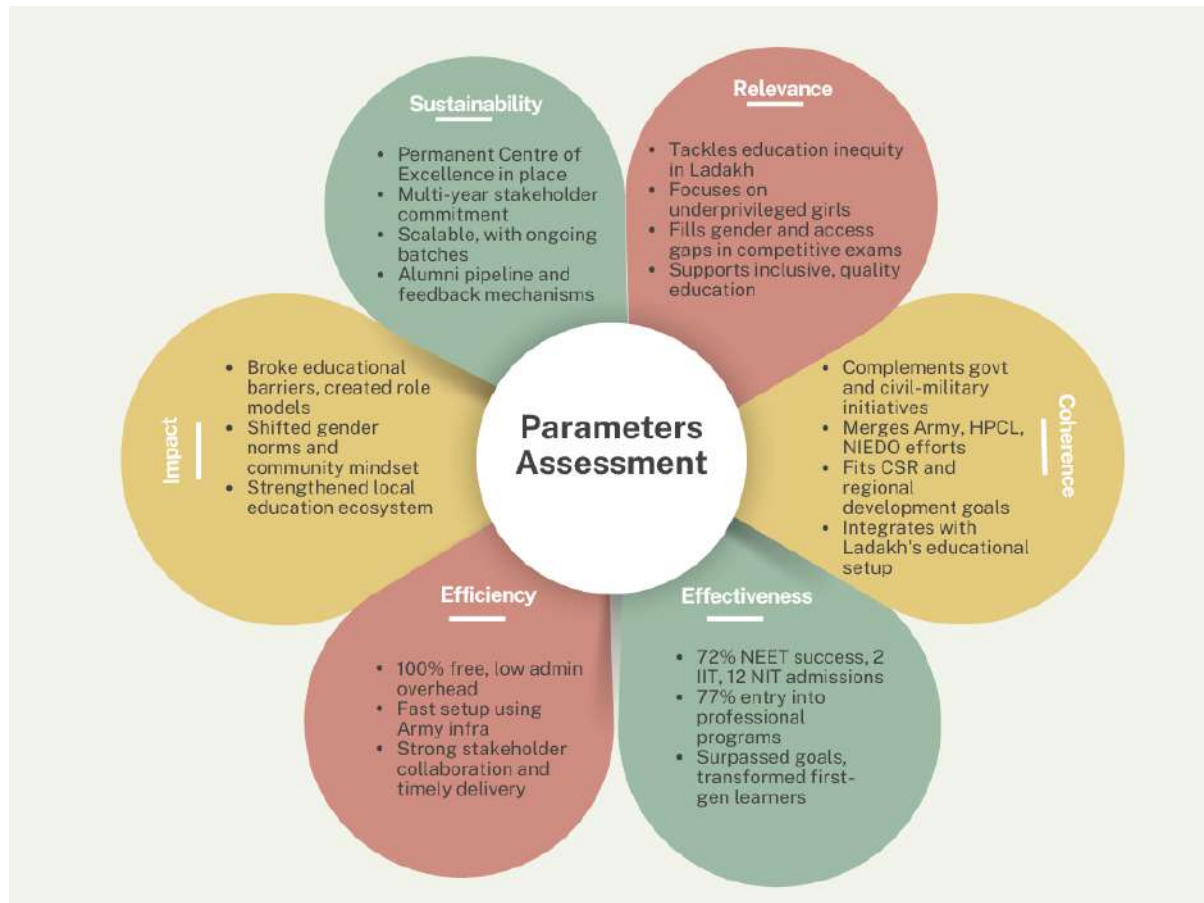 Parameters
Assessment
Sustainability
• Permanent Centre of
Excellence in place
• Multi-year stakeholder
commitment
• Scalable, with ongoing
batches
• Alumni pipeline and
feedback mechanisms
Relevance
• Tackles education inequity
in Ladakh
• Focuses on
underprivileged girls
• Fills gender and access
gaps in competitive exams
• Supports inclusive, quality
education
Coherence
• Complements govt
and civil-military
initiatives
• Merges Army, HPCL,
NIEDO efforts
• Fits CSR and
regional
development goals
• Integrates with
Ladakh's educational
setup
Effectiveness
• 72% NEET success, 2
IIT, 12 NIT admissions
• 77% entry into
professional
programs
• Surpassed goals,
transformed first-
gen learners
Efficiency
• 100% free, low admin
overhead
• Fast setup using
Army infra
• Strong stakeholder
collaboration and
timely delivery
Impact
• Broke educational
barriers, created role
models
• Shifted gender
norms and
community mindset
• Strengthened local
education ecosystem